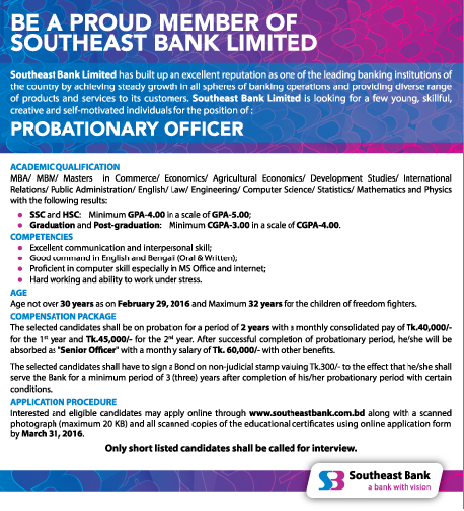 BE A PROUD MEMBER OF
SOUTHEAST BANK LIMITED
Southeast Bank Limited has built up an excellent reputation as one of the leading banking institutions of
the country by achieving steady growth in all spheres of banking operations and providing diverse range
of products and services to its customers. Southeast Bank Limited is looking for a few young, skillful,
creative and self-motivated individuals for the position of :
PROBATIONARY OFFICER
ACADEMIC QUALIFICATION
MBA/ MBM/ Masters in Commerce/ Economics/ Agricultural Economics/ Development Studies/ International
Relations/ Public Administration/ English/ Law/ Engineering/ Computer Science/ Statistics/ Mathematics and Physics
with the following results:
● SSC and HSC: Minimum GPA-4.00 in a scale of GPA-5.00;
● Graduation and Post-graduation: Minimum CGPA-3.00 in a scale of CGPA-4.00.
COMPETENCIES
● Excellent communication and interpersonal skill;
● Good command in English and Bengali (Oral & Written);
● Proficient in computer skill especially in MS Office and internet;
● Hard working and ability to work under stress.
AGE
Age not over 30 years as on February 29, 2016 and Maximum 32 years for the children of freedom fighters.
COMPENSATION PACKAGE
The selected candidates shall be on probaton for a period of 2 years with a monthly consolidated pay of Tk.40,000/-
for the 1st year and Tk.45,000/- for the 2nd year. After successful completion of probationary period, he/she will be
absorbed as "Senior Officer" with a monthly salary of Tk. 60,000/- with other benefits.
The selected candidates shall have to sign a Bond on non-judicial stamp valuing Tk.300/- to the effect that he/she shall
serve the Bank for a minimum period of 3 (three) years after completion of his/her probationary period with certain
conditions.
APPLICATION PROCEDURE
Interested and eligible candidates may apply online through www.southeastbank.com.bd along with a scanned
photograph (maximum 20 KB) and all scanned copies of the educational certificates using online application form
by March 31, 2016.
Only short listed candidates shall be called for interview.
Southeast Bank
a bank with vision